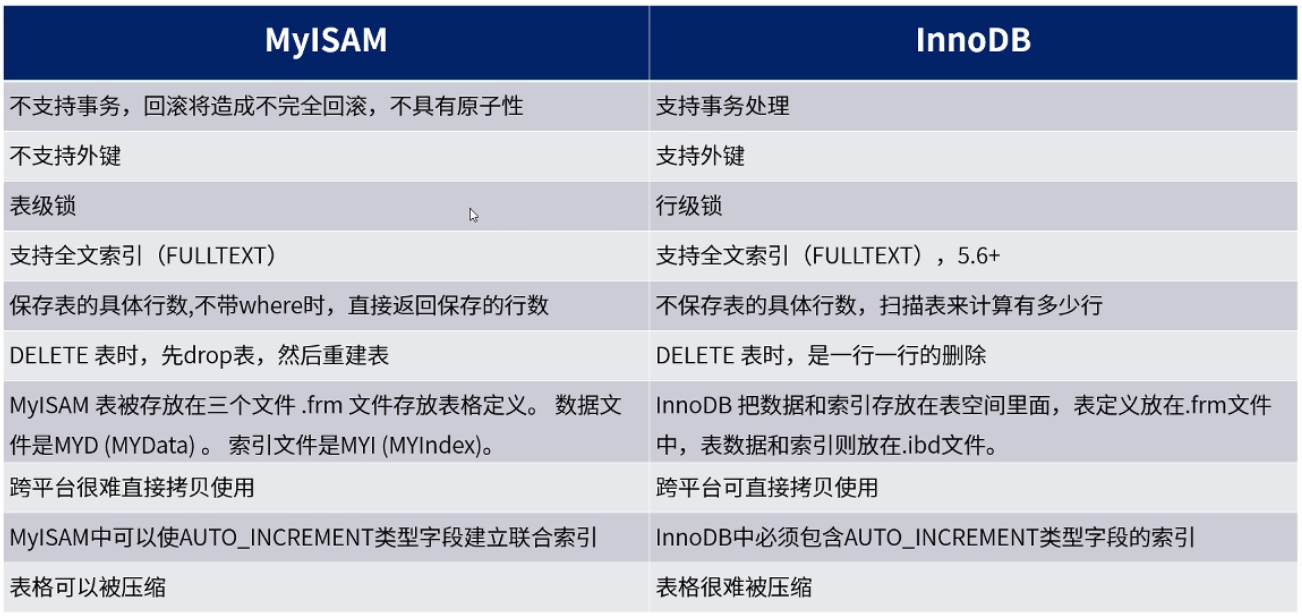 MyISAM
InnoDB
不支持事务，回滚将造成不完全回滚，不具有原子性
支持事务处理
不支持外键
支持外键
表级锁
行级锁
支持全文索引（FULLTEXT）
支持全文索引（FULLTEXT），5.6+
保存表的具体行数,不带where时，直接返回保存的行数
不保存表的具体行数，扫描表来计算有多少行
DELETE 表时，先drop表，然后重建表
DELETE 表时，是一行一行的删除
MyISAM 表被存放在三个文件 .frm 文件存放表格定义。 数据文
件是MYD (MYData) 。 索引文件是MYI (MYIndex)。
InnoDB 把数据和索引存放在表空间里面，表定义放在.frm文件
中，表数据和索引则放在.ibd文件。
跨平台很难直接拷贝使用
跨平台可直接拷贝使用
MyISAM中可以使AUTO_INCREMENT类型字段建立联合索引
InnoDB中必须包含AUTO_INCREMENT类型字段的索引
表格可以被压缩
表格很难被压缩